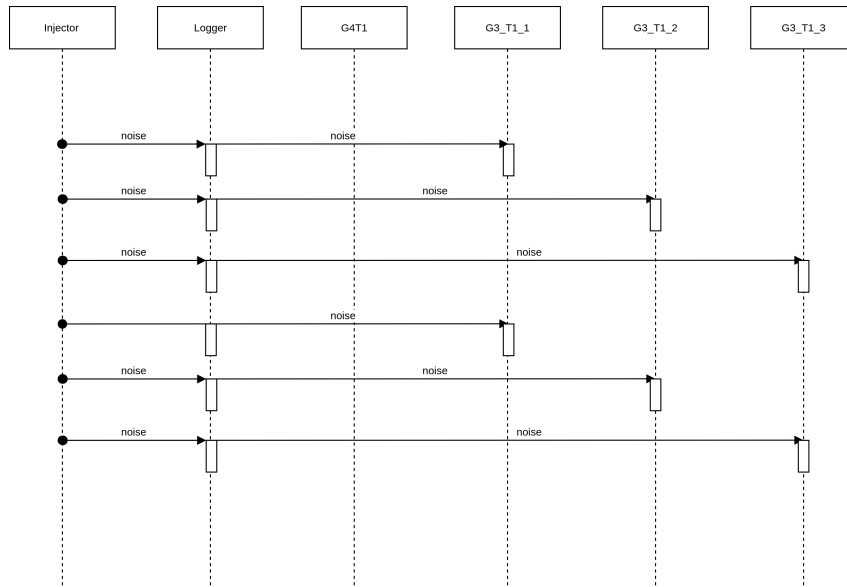 Injector
Logger
G4T1
G3_T1_1
G3_T1_2
G3_T1_3
noise
noise
noise
noise
noise
noise
noise
noise
noise
noise
noise